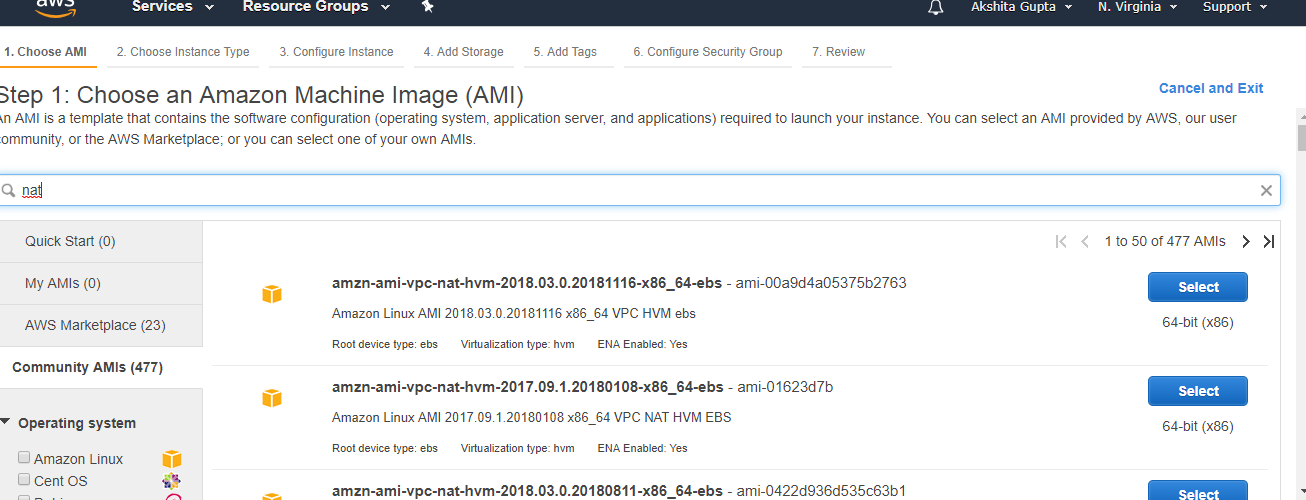 aws Services Resource Groups Akshita Gupta N. Virginia Support
1. Choose AMI 2. Choose Instance Type 3. Configure Instance 4. Add Storage 5. Add Tags 6. Configure Security Group 7. Review
Step 1: Choose an Amazon Machine Image (AMI) Cancel and Exit
An AMI is a template that contains the software configuration (operating system, application server, and applications) required to launch your instance. You can select an AMI provided by AWS, our user
community, or the AWS Marketplace; or you can select one of your own AMIs.
nat
Quick Start (0)
My AMIs (0)
AWS Marketplace (23)
Community AMIs (477)
Operating system
Amazon Linux
Cent OS
1 to 50 of 477 AMIs
amzn-ami-vpc-nat-hvm-2018.03.0.20181116-x86_64-ebs - ami-00a9d4a05375b2763
Select
Amazon Linux AMI 2018.03.0.20181116 x86_64 VPC HVM ebs
64-bit (x86)
Root device type: ebs Virtualization type: hvm ENA Enabled: Yes
amzn-ami-vpc-nat-hvm-2017.09.1.20180108-x86_64-ebs - ami-01623d7b
Select
Amazon Linux AMI 2017.09.1.20180108 x86_64 VPC NAT HVM EBS
64-bit (x86)
Root device type: ebs Virtualization type: hvm ENA Enabled: Yes
amzn-ami-vpc-nat-hvm-2018.03.0.20180811-x86_64-ebs - ami-0422d936d535c63b1
Select